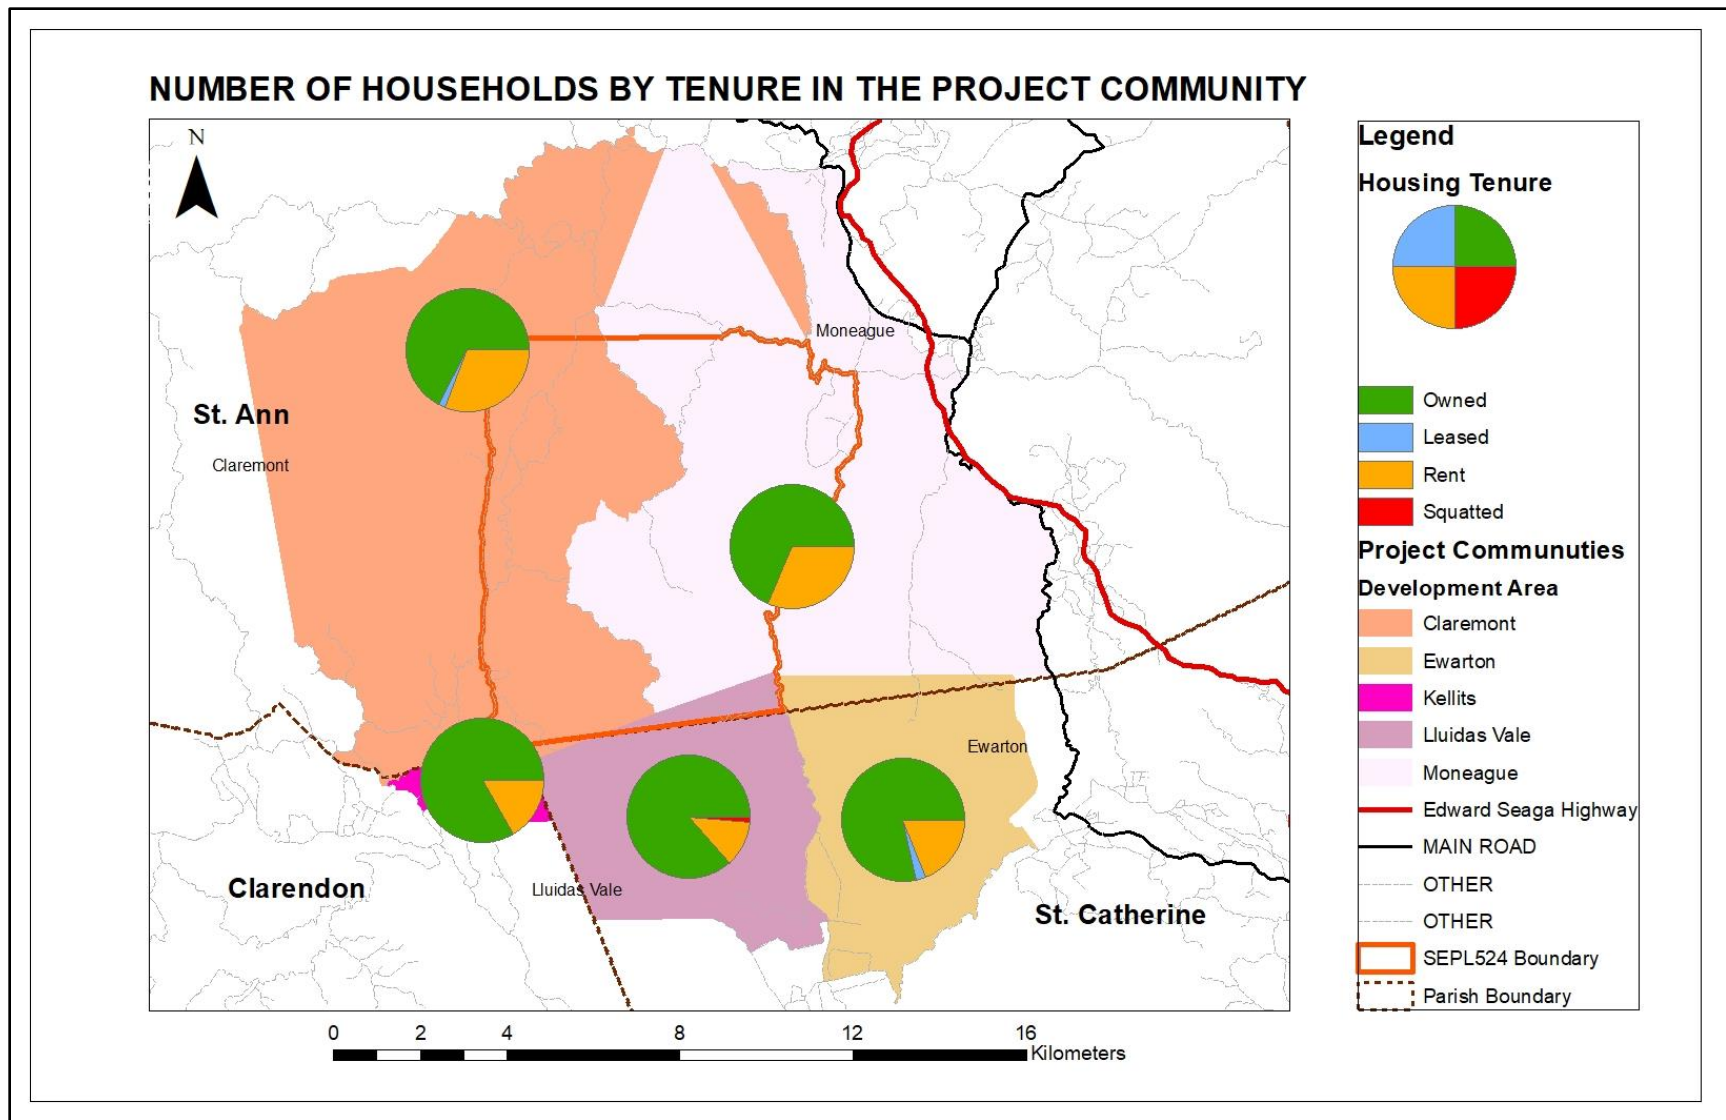 NUMBER OF HOUSEHOLDS BY TENURE IN THE PROJECT COMMUNITY
N
Moneague
St. Ann
Claremont
Ewarton
Clarendon
Lluidas Vale
St. Catherine
0 2 4 8 12 16
Kilometers
Legend
Housing Tenure
Owned
Leased
Rent
Squatted
Project Communuties
Development Area
Claremont
Ewarton
Kellits
Lluidas Vale
Moneague
Edward Seaga Highway
MAIN ROAD
OTHER
OTHER
SEPL524 Boundary
Parish Boundary